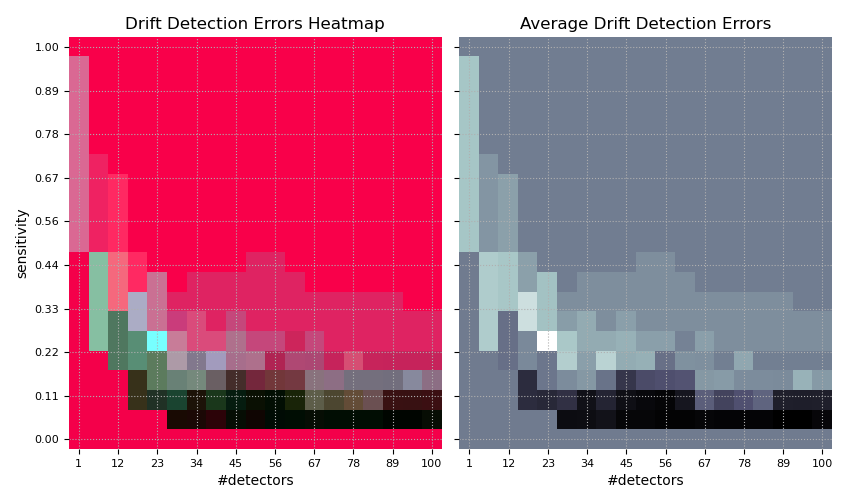 Drift Detection Errors Heatmap
Average Drift Detection Errors
sensitivity
1.00
0.89
0.78
0.67
0.56
0.44
0.33
0.22
0.11
0.00
1 12 23 34 45 56 67 78 89 100
1 12 23 34 45 56 67 78 89 100
#detectors
#detectors